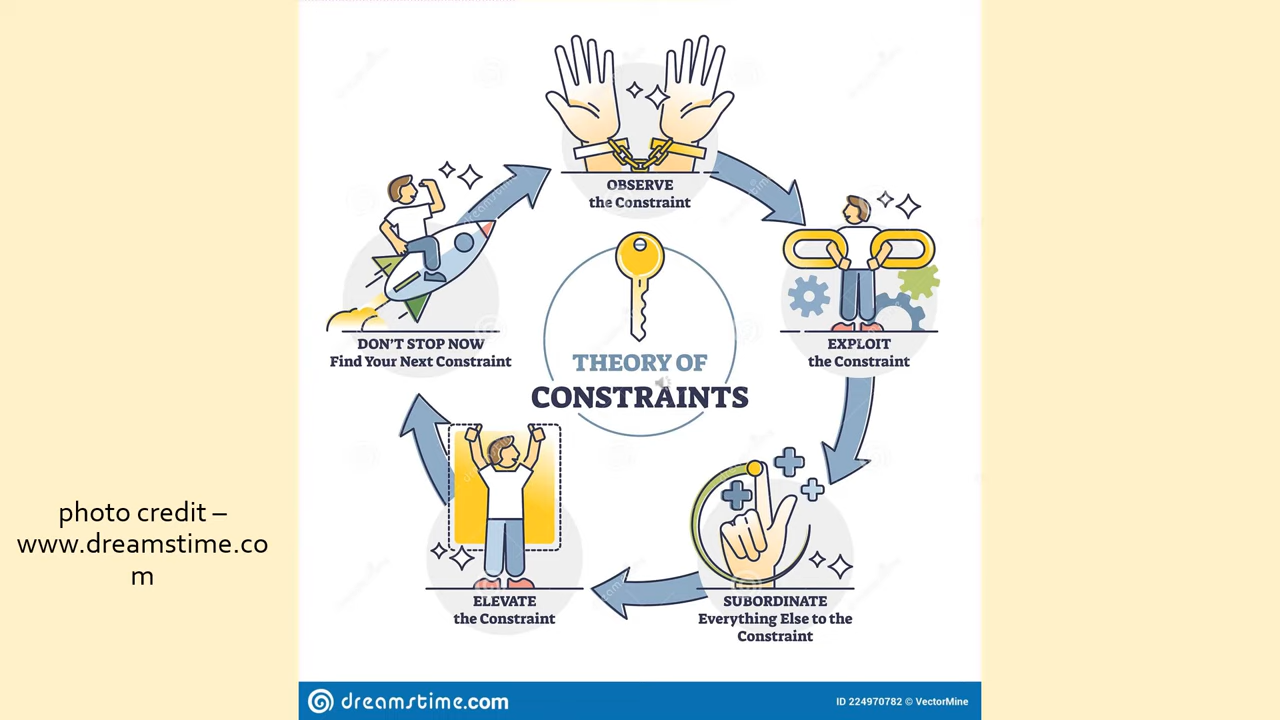 OBSERVE
the Constraint
EXPLOIT
the Constraint
SUBORDINATE
Everything Else to the
Constraint
ELEVATE
the Constraint
DON'T STOP NOW
Find Your Next Constraint
THEORY OF
CONSTRAINTS
photo credit –
www.dreamstime.co
m
dreamstime.com
ID 224970782 © VectorMine